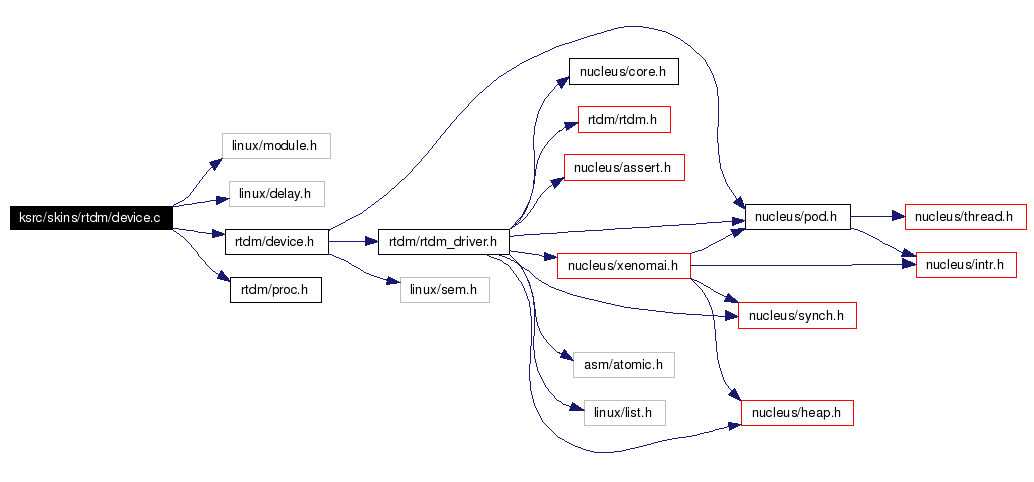 nucleus/core.h
rtdm/rtdm.h
linux/module.h
nucleus/assert.h
linux/delay.h
ksrc/skins/rtdm/device.c
nucleus/pod.h
nucleus/thread.h
rtdm/device.h
rtdm/rtdm_driver.h
nucleus/xenomai.h
nucleus/intr.h
rtdm/proc.h
linux/sem.h
nucleus/synch.h
asm/atomic.h
linux/list.h
nucleus/heap.h